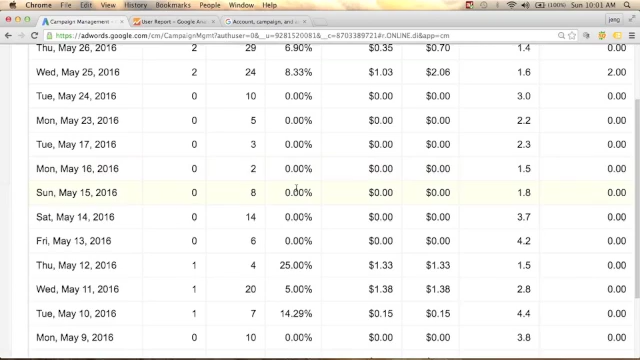 Chrome File Edit View History Bookmarks Window Help (100%) Sun 10:01 AM
Campaign Management User Report – Google Ana Account, campaign, and a jang
https://adwords.google.com/cm/CampaignMgmt?authuser=0&__u=9281520081&__c=8703389721#r.ONLINE.di&app=cm
Thu, May 26, 2016 2 29 6.90% $0.35 $0.70 1.4 0.00
Wed, May 25, 2016 2 24 8.33% $1.03 $2.06 1.6 2.00
Tue, May 24, 2016 0 10 0.00% $0.00 $0.00 3.0 0.00
Mon, May 23, 2016 0 5 0.00% $0.00 $0.00 2.2 0.00
Tue, May 17, 2016 0 3 0.00% $0.00 $0.00 2.3 0.00
Mon, May 16, 2016 0 2 0.00% $0.00 $0.00 1.5 0.00
Sun, May 15, 2016 0 8 0.00% $0.00 $0.00 1.8 0.00
Sat, May 14, 2016 0 14 0.00% $0.00 $0.00 3.7 0.00
Fri, May 13, 2016 0 6 0.00% $0.00 $0.00 4.2 0.00
Thu, May 12, 2016 1 4 25.00% $1.33 $1.33 1.5 0.00
Wed, May 11, 2016 1 20 5.00% $1.38 $1.38 2.8 0.00
Tue, May 10, 2016 1 7 14.29% $0.15 $0.15 4.4 0.00
Mon, May 9, 2016 0 10 0.00% $0.00 $0.00 3.8 0.00